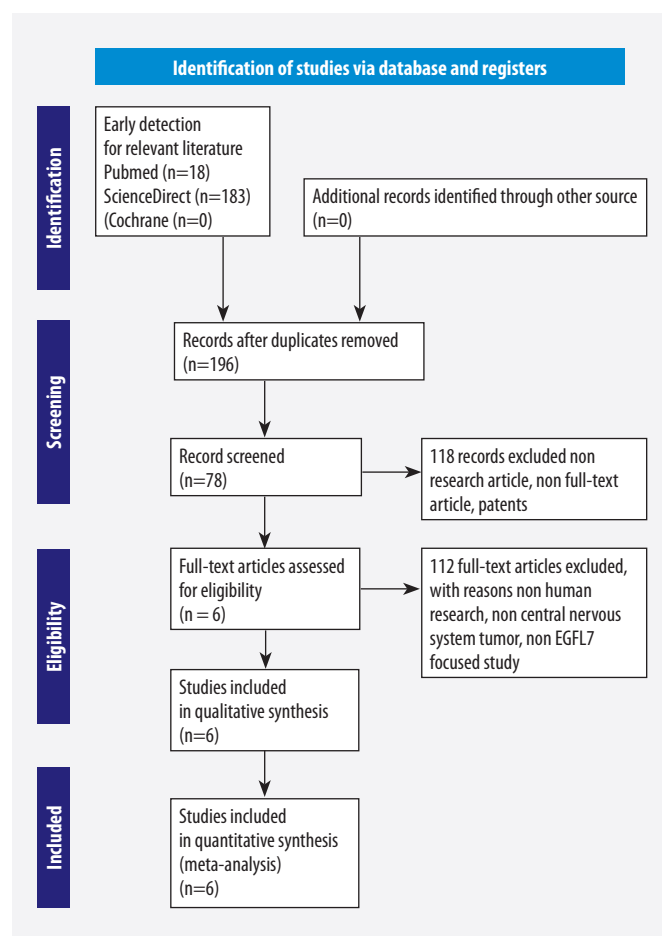 Identification of studies via database and registers
Identification
Early detection
for relevant literature
Pubmed (n=18)
ScienceDirect (n=183)
(Cochrane (n=0)
Additional records identified through other source
(n=0)
Screening
Records after duplicates removed
(n=196)
Record screened
(n=78)
118 records excluded non
research article, non full-text
article, patents
Eligibility
Full-text articles assessed
for eligibility
(n = 6)
112 full-text articles excluded,
with reasons non human
research, non central nervous
system tumor, non EGFL7
focused study
Studies included
in qualitative synthesis
(n=6)
Included
Studies included
in quantitative synthesis
(meta-analysis)
(n=6)